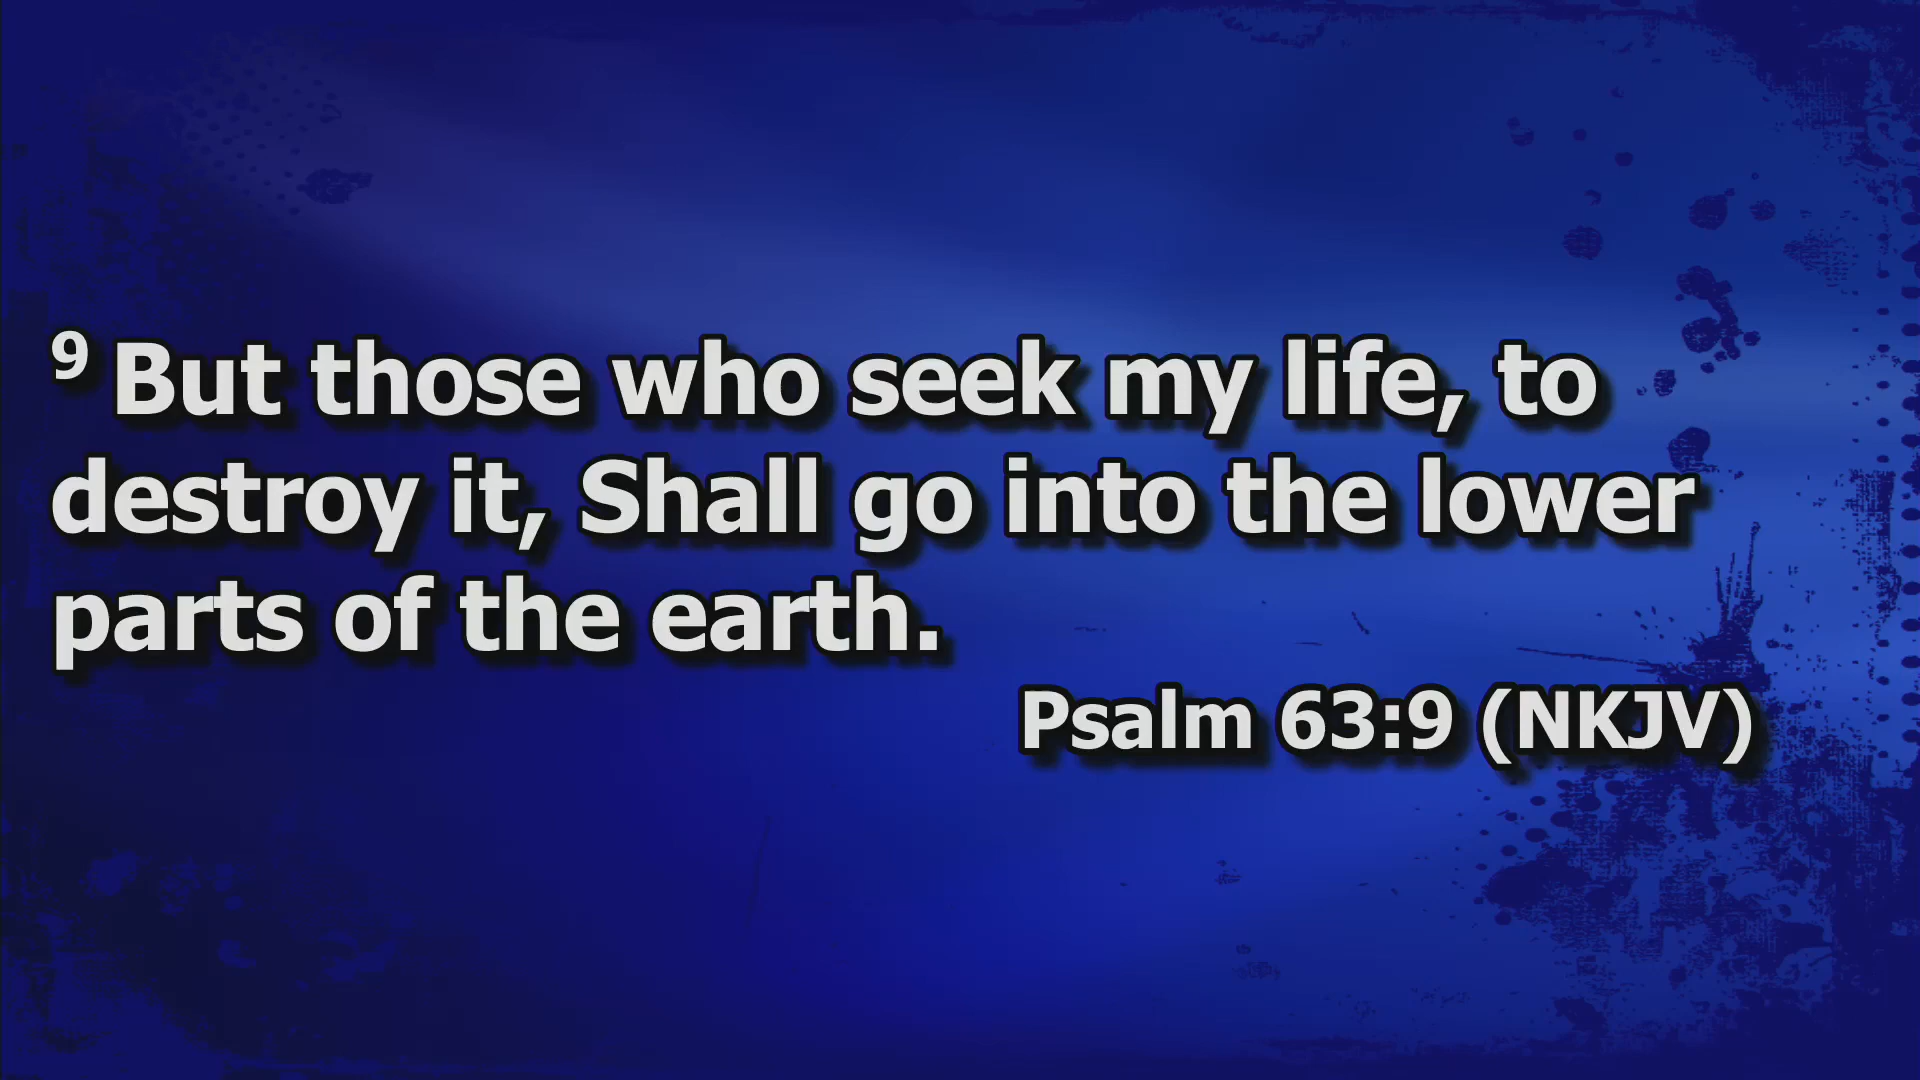 9 But those who seek my life, to
destroy it, Shall go into the lower
parts of the earth.
Psalm 63:9 (NKJV)